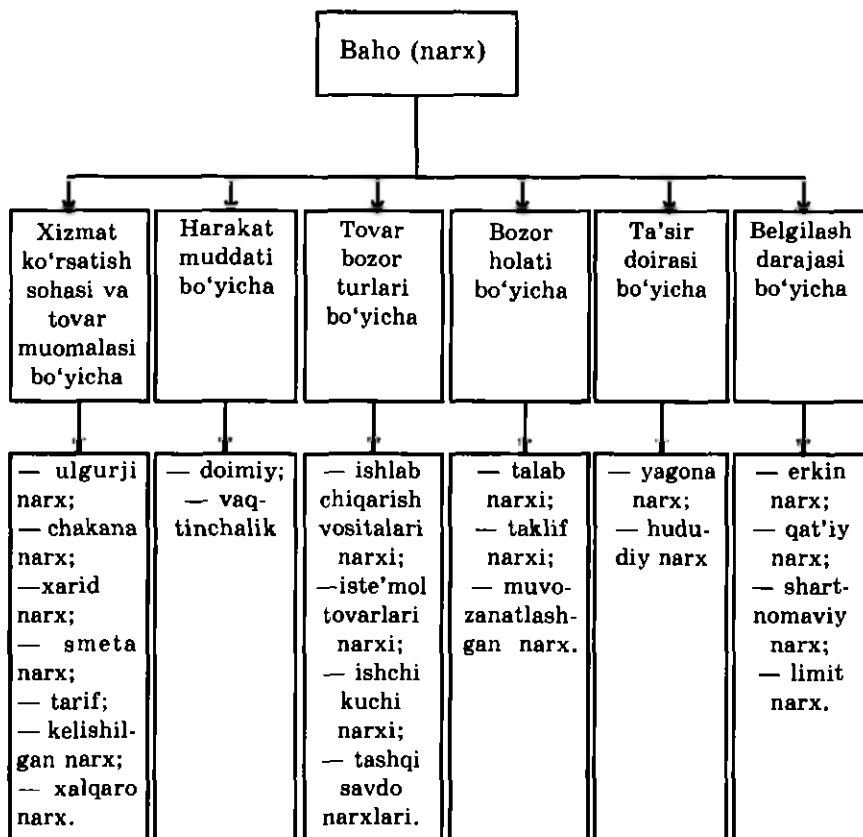 Baho (narx)
Xizmat
ko‘rsatish
sohasi va
tovar
muomalasi
bo‘yicha
Harakat
muddati
bo‘yicha
Tovar
bozor
turlari
bo‘yicha
Bozor
holati
bo‘yicha
Ta'sir
doirasi
bo‘yicha
Belgilash
darajasi
bo‘yicha
— ulgurji
narx;
— chakana
narx;
—xarid
narx;
— smeta
narx;
— tarif;
— kelishil-
gan narx;
— xalqaro
narx.
— doimiy;
— vaq-
tinchalik
— ishlab
chiqarish
vositalari
narxi;
—iste'mol
tovarlari
narxi;
— ishchi
kuchi
narxi;
— tashqi
savdo
narxlari.
— talab
narxi;
— taklif
narxi;
— muvo-
zanatlash-
gan narx.
— yagona
narx;
— hudu-
diy narx
— erkin
narx;
— qat'iy
narx;
— shart-
nomaviy
narx;
— limit
narx.